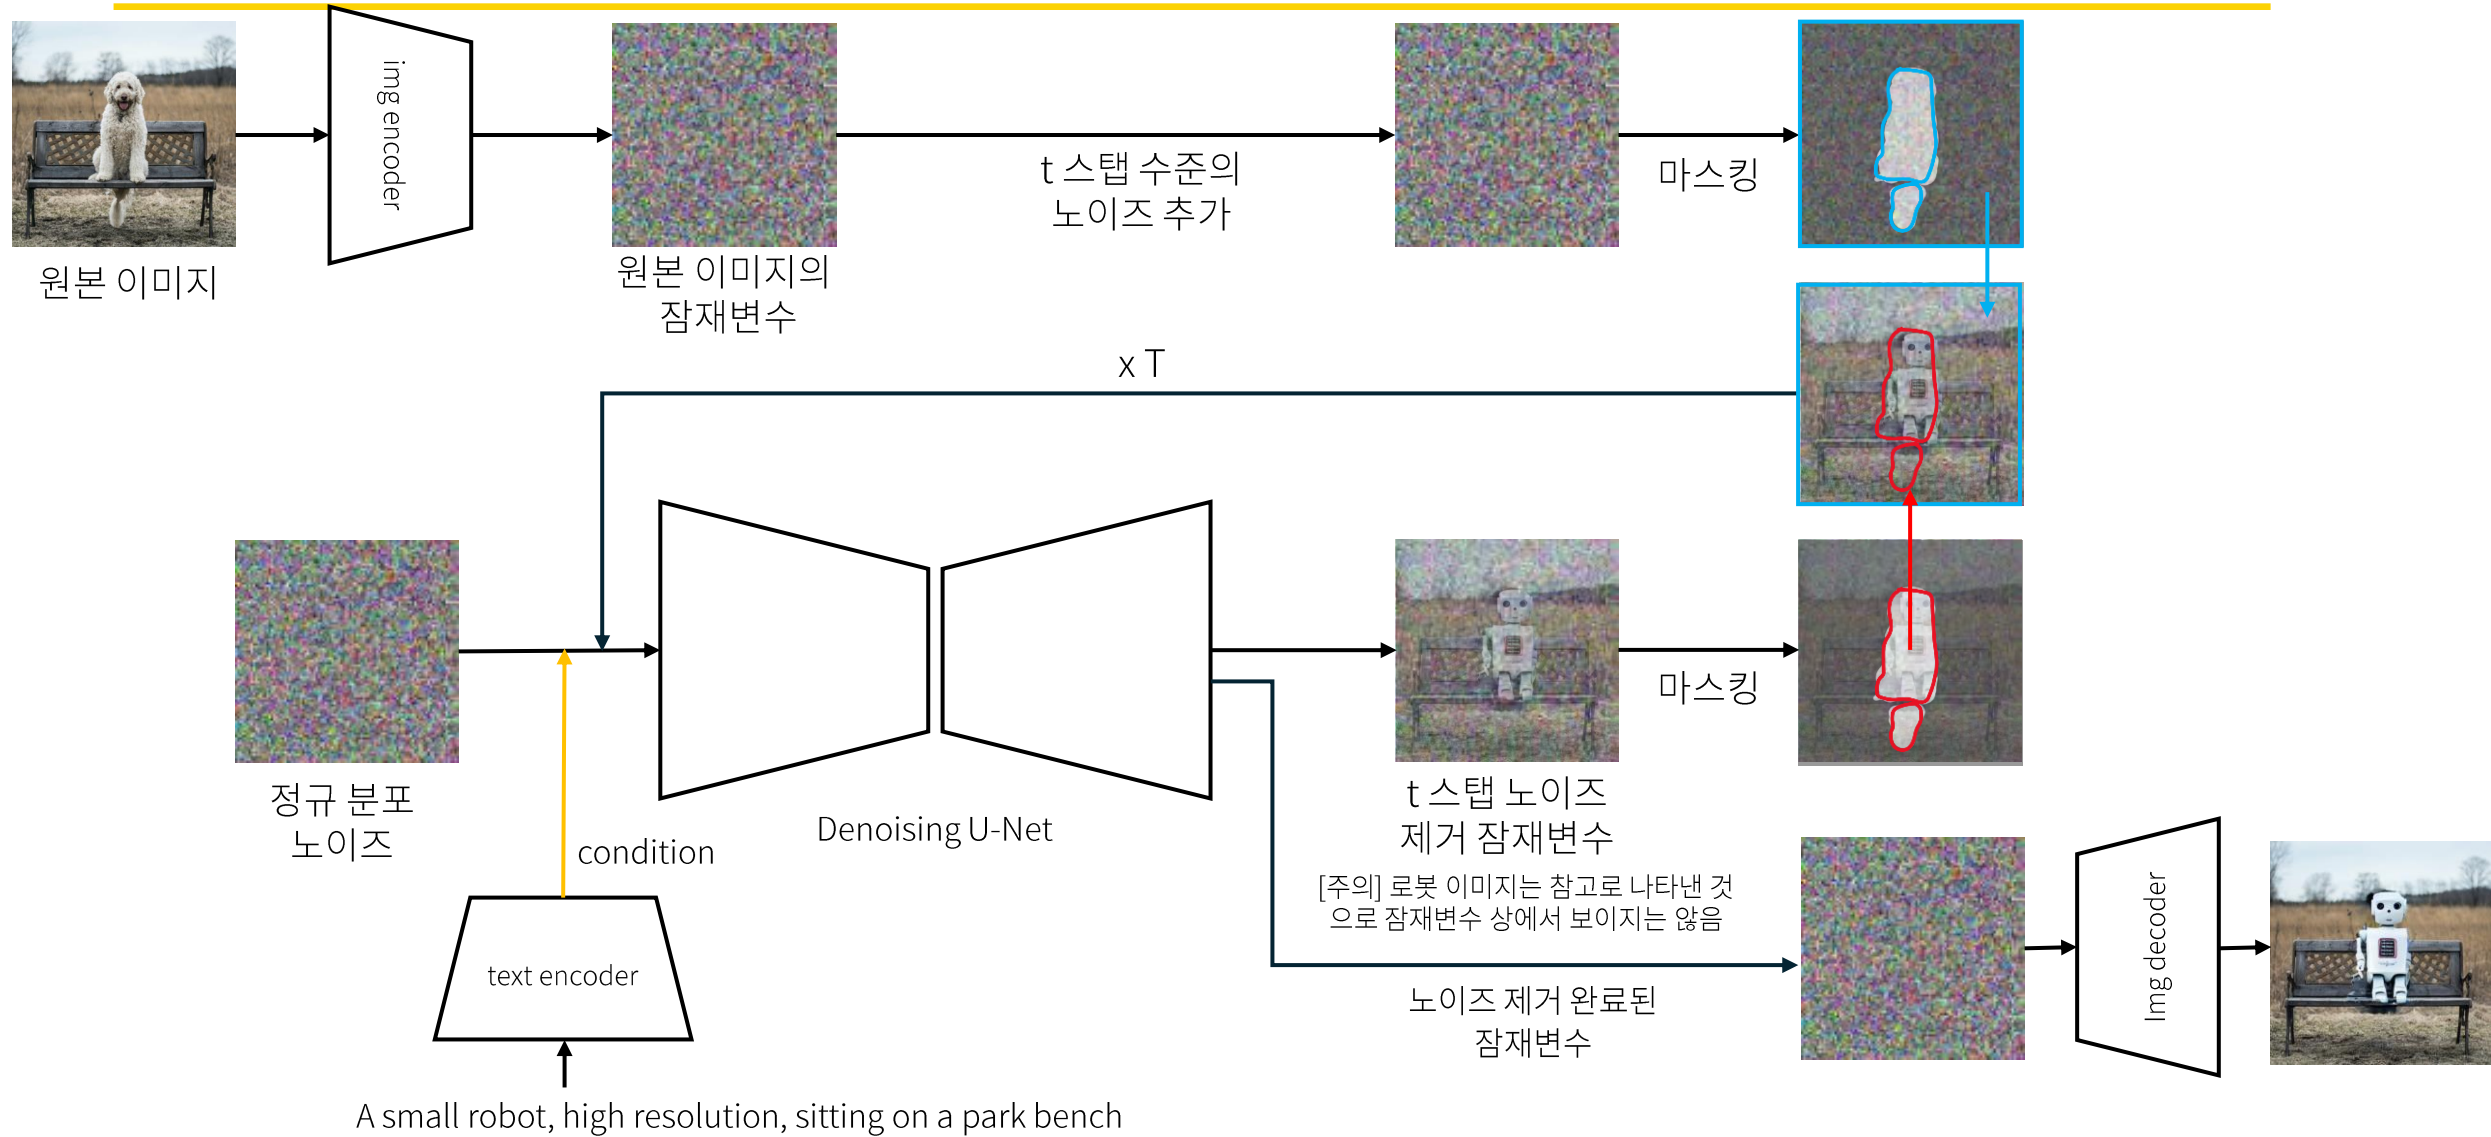 img encoder
원본 이미지
원본 이미지의
잠재변수
t 스탭 수준의
노이즈 추가
마스킹
x T
정규 분포
노이즈
condition
text encoder
A small robot, high resolution, sitting on a park bench
Denoising U-Net
t 스탭 노이즈
제거 잠재변수
[주의] 로봇 이미지는 참고로 나타낸 것
으로 잠재변수 상에서 보이지는 않음
마스킹
노이즈 제거 완료된
잠재변수
Img decoder